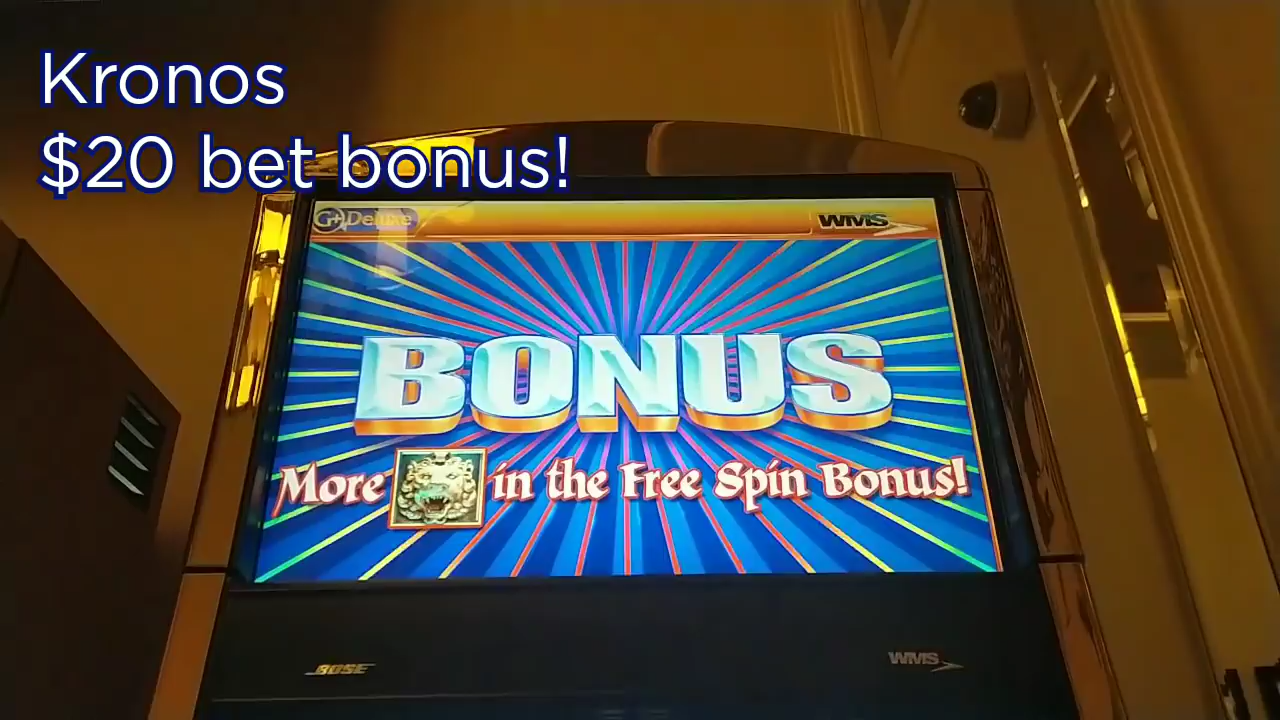 Kronos
$20 bet bonus!
G+ Deluxe
WMS
BONUS
More in the Free Spin Bonus!
BOSE
WMS